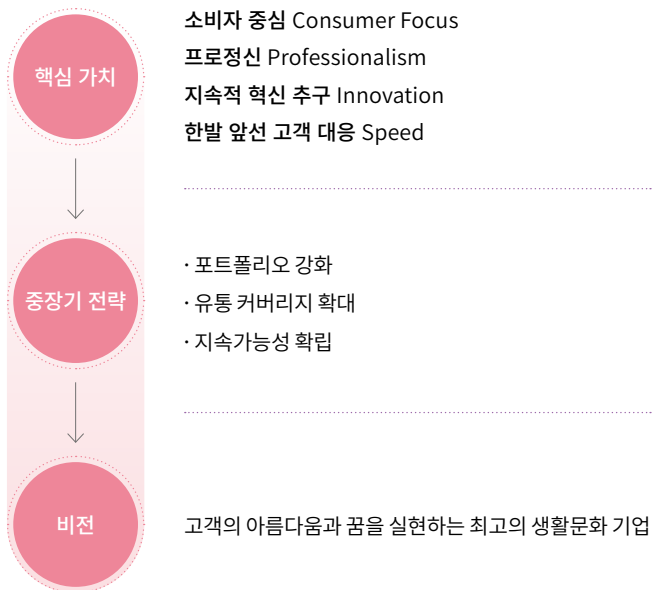 핵심 가치
소비자 중심 Consumer Focus
프로정신 Professionalism
지속적 혁신 추구 Innovation
한발 앞선 고객 대응 Speed
중장기 전략
· 포트폴리오 강화
· 유통 커버리지 확대
· 지속가능성 확립
비전
고객의 아름다움과 꿈을 실현하는 최고의 생활문화 기업